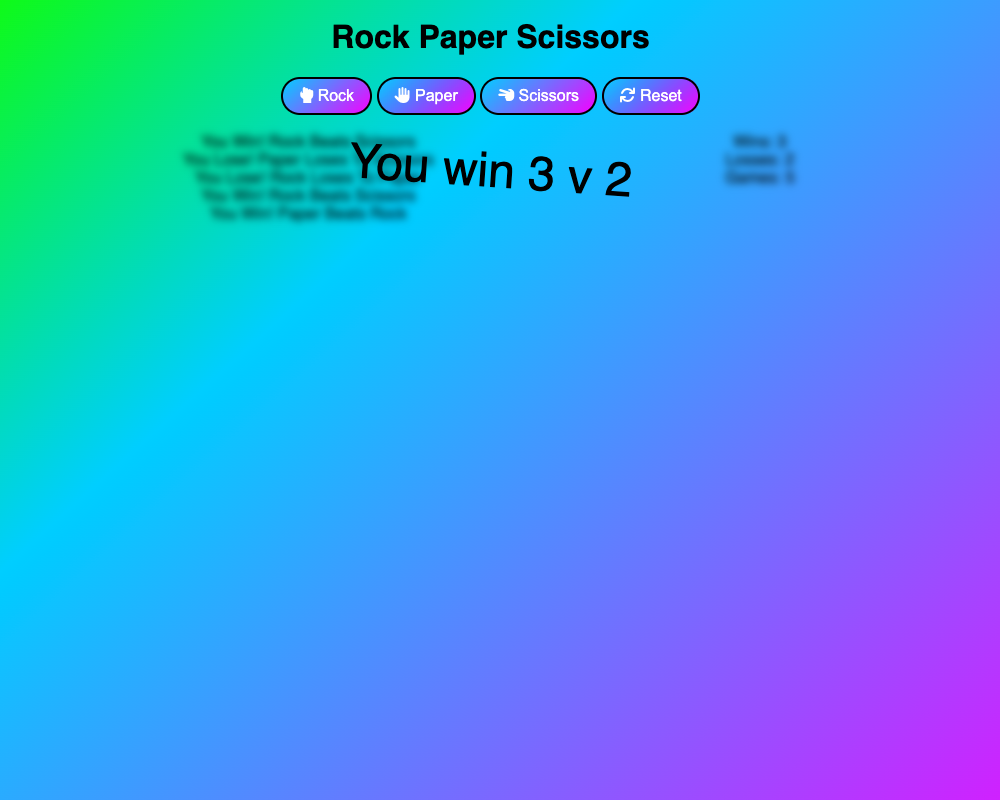 Rock Paper Scissors
Rock
Paper
Scissors
Reset
You win 3 v 2
You Win! Rock Beats Scissors
You Lose! Paper Loses
You Lose! Rock Loses
You Win! Rock Beats Scissors
You Win! Paper Beats Rock
Wins: 3
Losses: 2
Games: 5